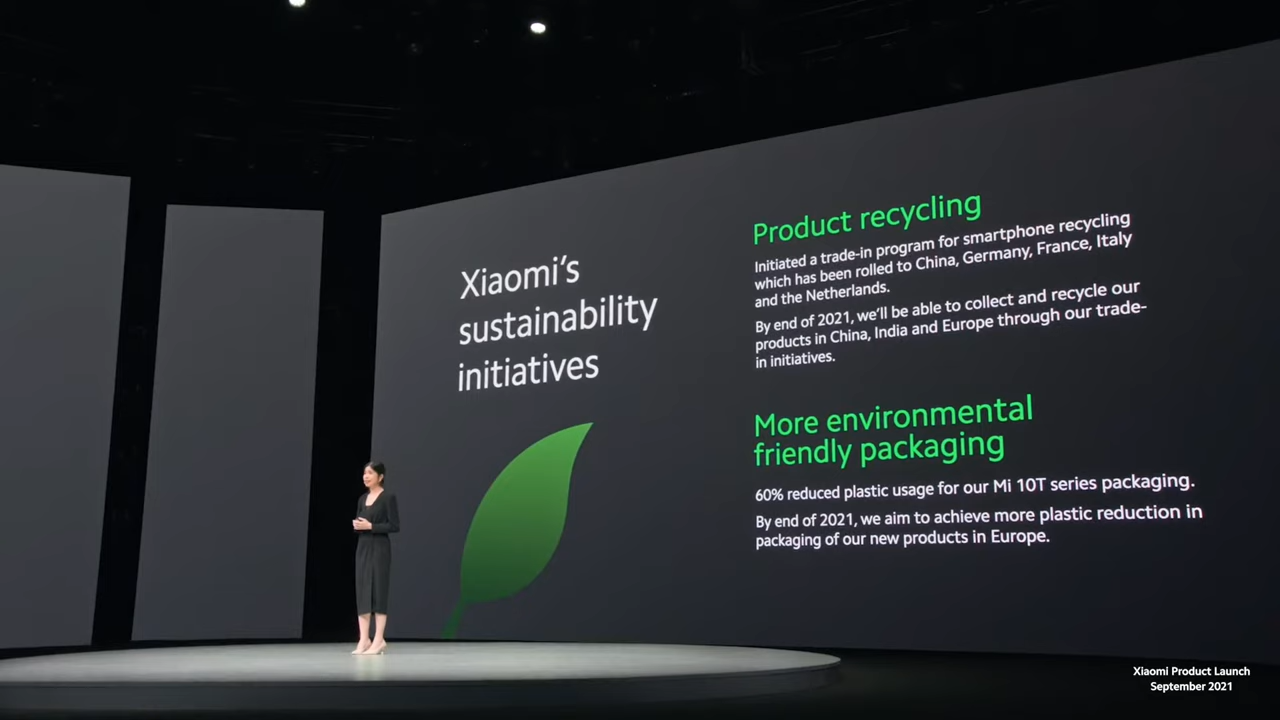 Xiaomi's
sustainability
initiatives
Product recycling
Initiated a trade-in program for smartphone recycling
which has been rolled to China, Germany, France, Italy
and the Netherlands.
By end of 2021, we'll be able to collect and recycle our
products in China, India and Europe through our trade-
in initiatives.
More environmental
friendly packaging
60% reduced plastic usage for our Mi 10T series packaging.
By end of 2021, we aim to achieve more plastic reduction in
packaging of our new products in Europe.
Xiaomi Product Launch
September 2021